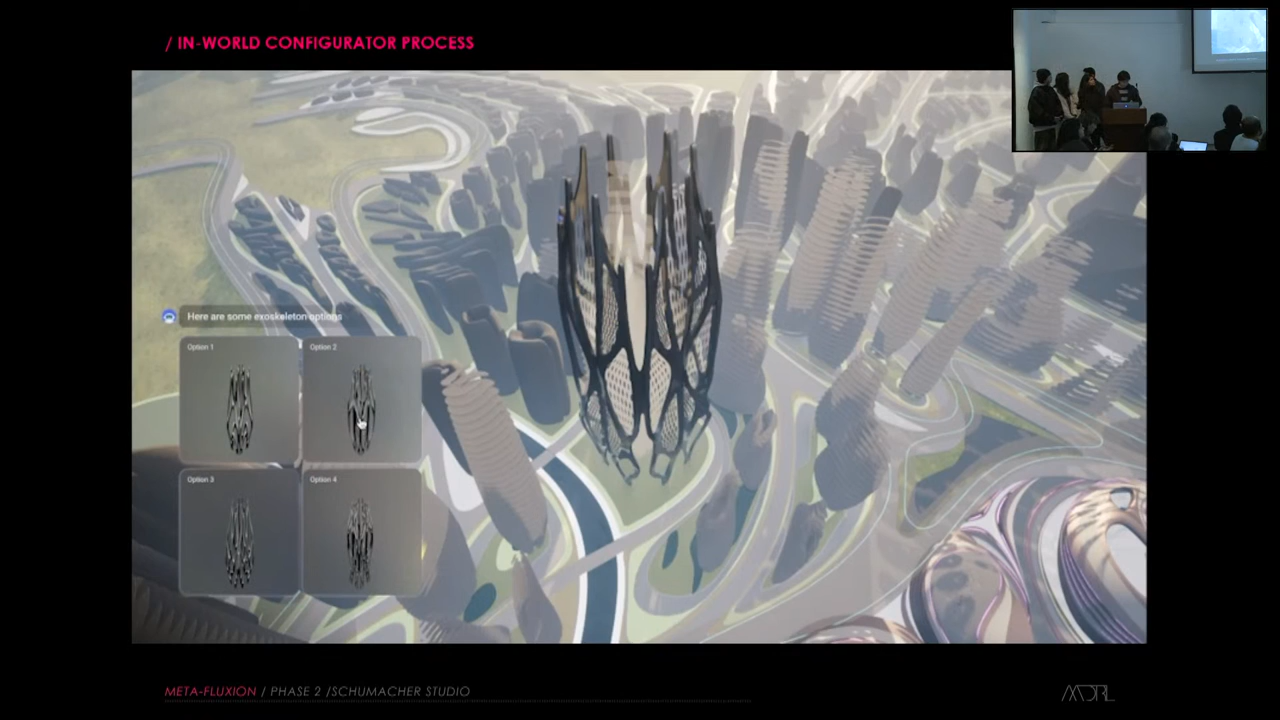 / IN-WORLD CONFIGURATOR PROCESS
Here are some exoskeleton options
Option 1
Option 2
Option 3
Option 4
META-FLUXION / PHASE 2 /SCHUMACHER STUDIO